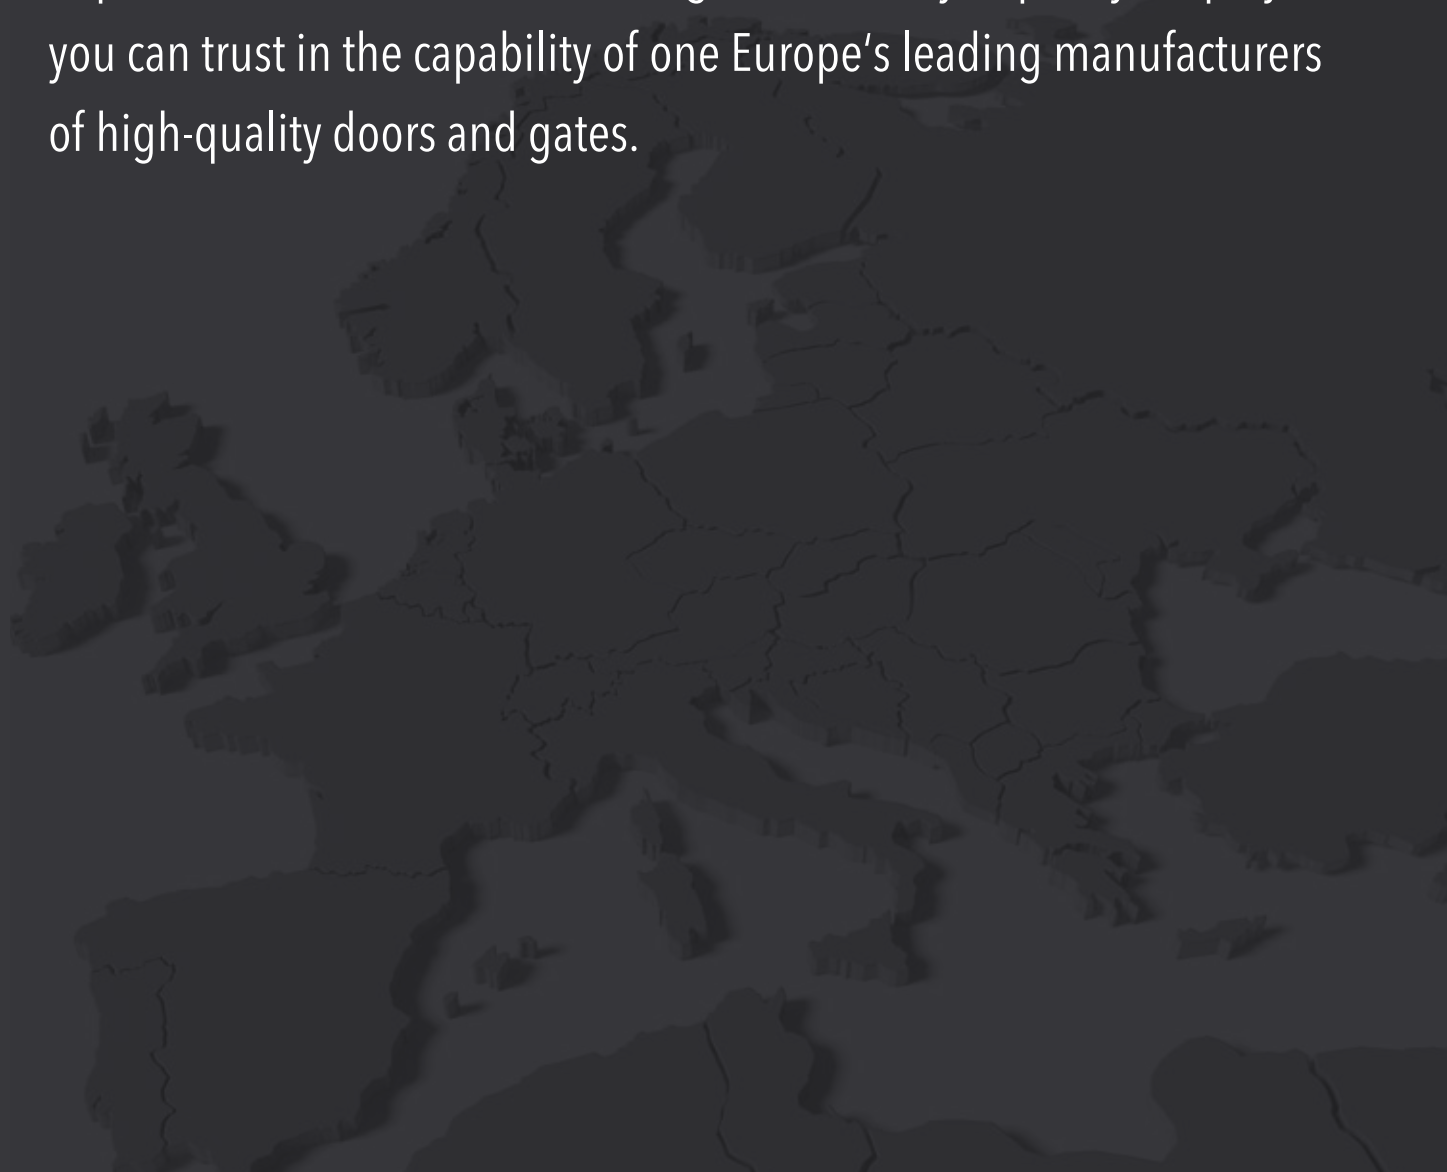 you can trust in the capability of one Europe‘s leading manufacturers
of high-quality doors and gates.